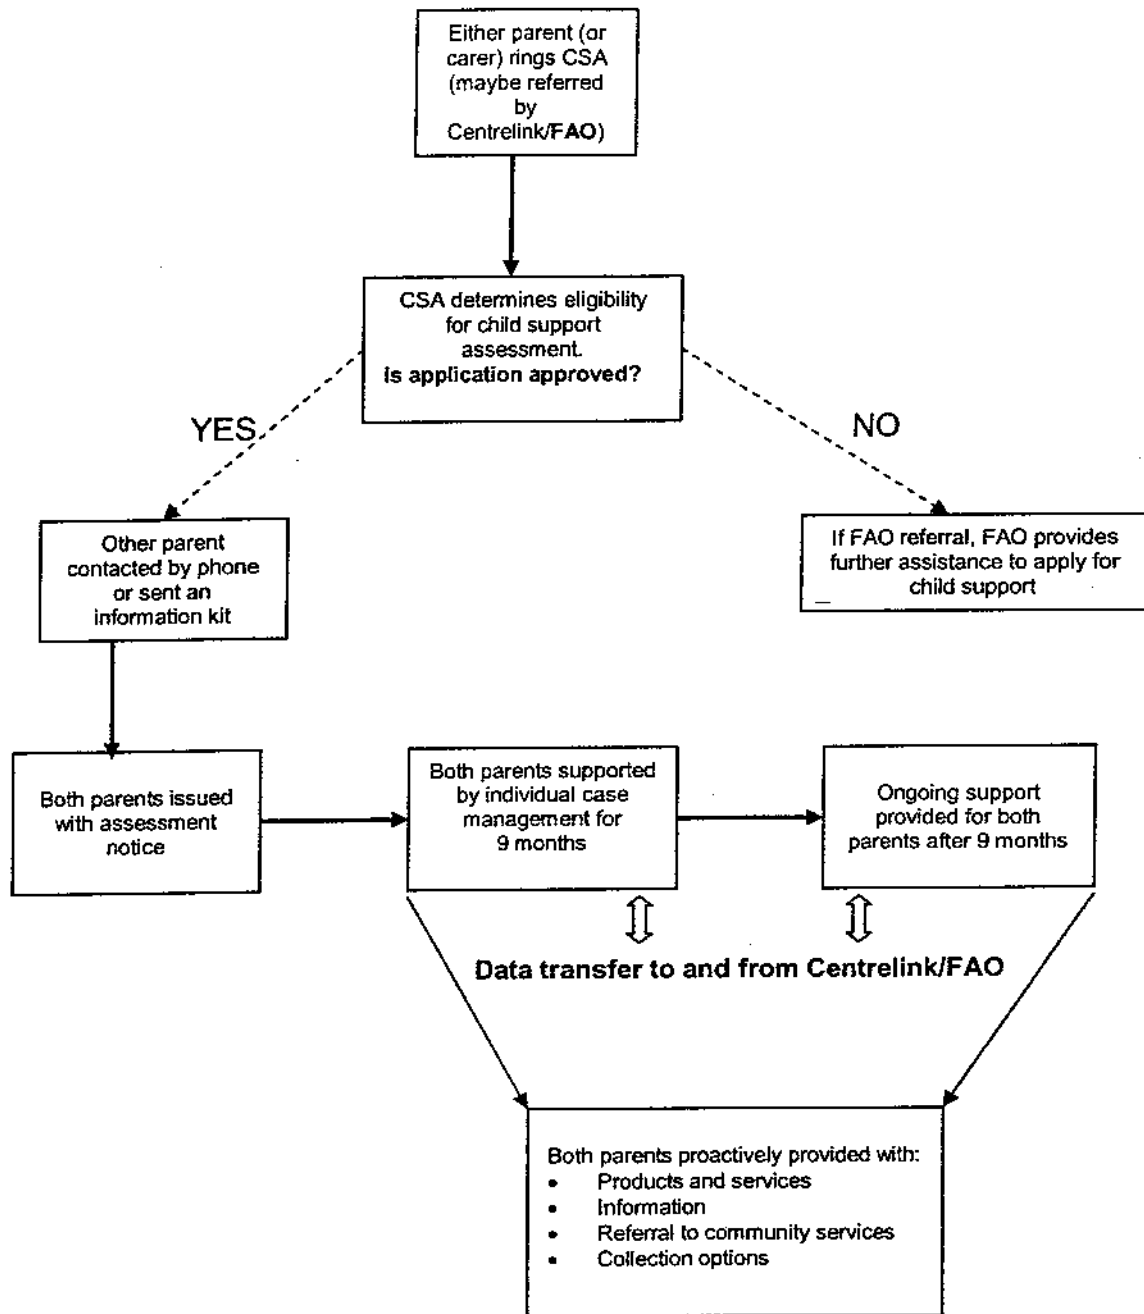 Either parent (or
carer) rings CSA
(maybe referred
by
Centrelink/FAO)
CSA determines eligibility
for child support
assessment.
Is application approved?
YES
NO
Other parent
contacted by phone
or sent an
information kit
If FAO referral, FAO provides
further assistance to apply for
child support
Both parents issued
with assessment
notice
Both parents supported
by individual case
management for
9 months
Ongoing support
provided for both
parents after 9 months
Data transfer to and from Centrelink/FAO
Both parents proactively provided with:
• Products and services
• Information
• Referral to community services
• Collection options